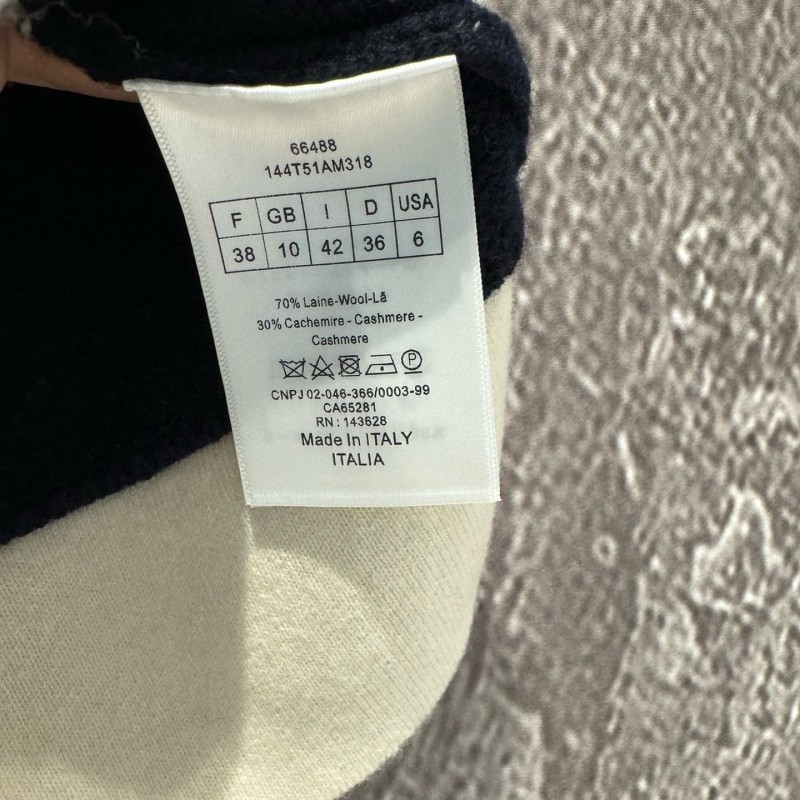 66488
144T51AM318
F GB I D USA
38 10 42 36 6
70% Laine-Wool-Lã
30% Cachemire - Cashmere -
Cashmere
P
CNPJ 02-046-366/0003-99
CA65281
RN : 143628
Made In ITALY
ITALIA